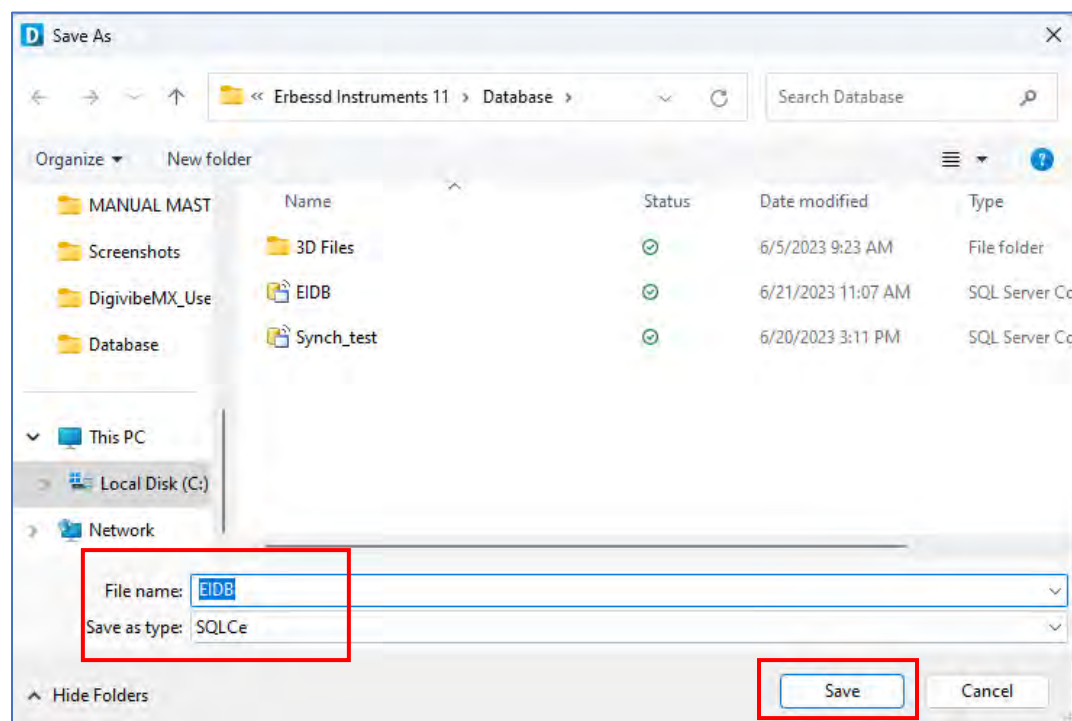 D Save As
« Erbessd Instruments 11 › Database ›
Search Database
Organize
New folder
Name Status Date modified Type
MANUAL MAST
Screenshots
DigivibeMX_Use
Database
This PC
Local Disk (C:)
Network
3D Files 6/5/2023 9:23 AM File folder
EIDB 6/21/2023 11:07 AM SQL Server Co
Synch_test 6/20/2023 3:11 PM SQL Server Co
File name: EIDB
Save as type: SQLCe
Hide Folders
Save
Cancel